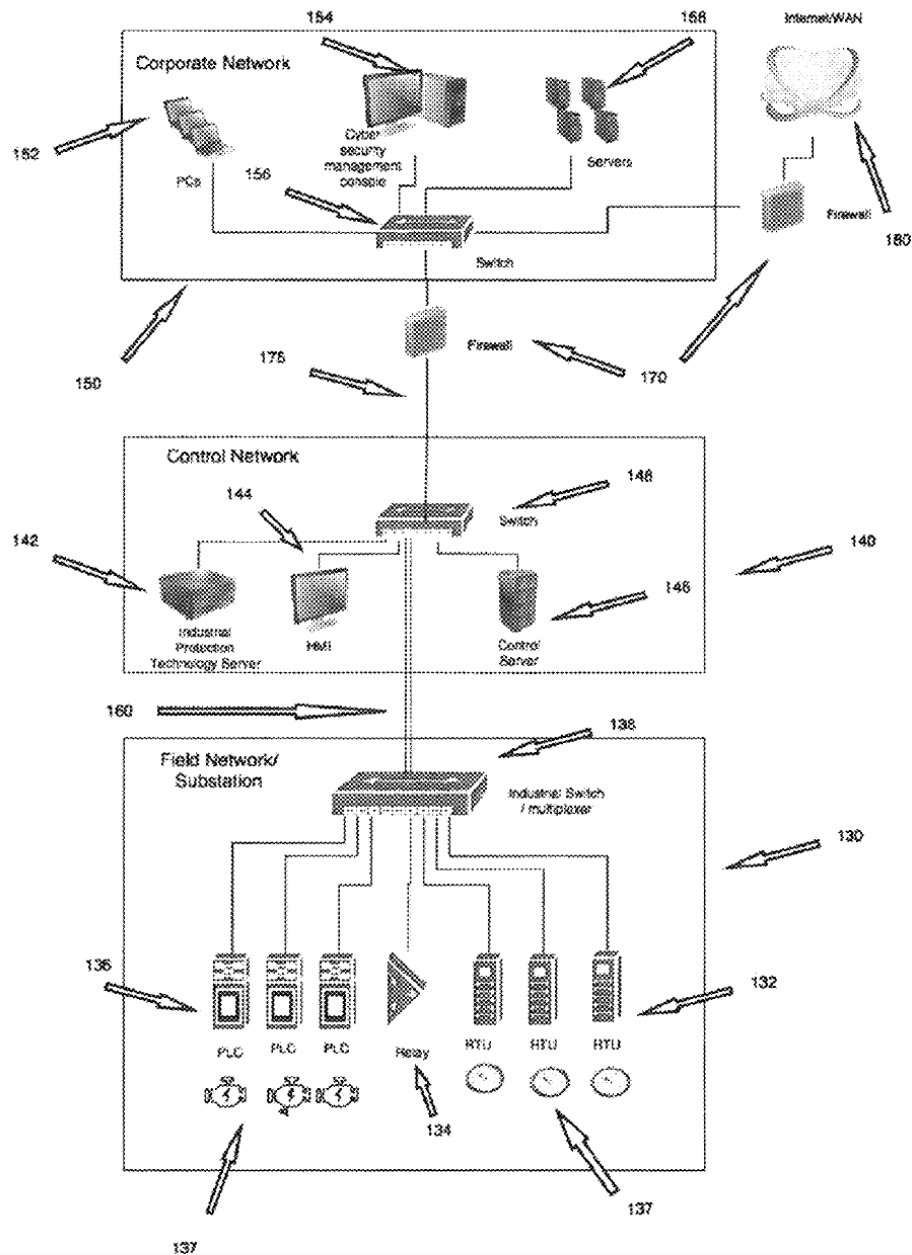 154
158
Internet/WAN
Corporate Network
152
PCs
156
Cyber
security
management
console
Servers
Switch
Firewall
180
150
175
Firewall
170
Control Network
144
148
Switch
142
140
146
Industrial
Protection
Technology Server
HMI
Control
Server
160
138
Field Network/
Substation
Industrial Switch
/ multiplexer
130
136
132
PLC
PLC
PLC
Relay
RTU
RTU
RTU
134
137
137